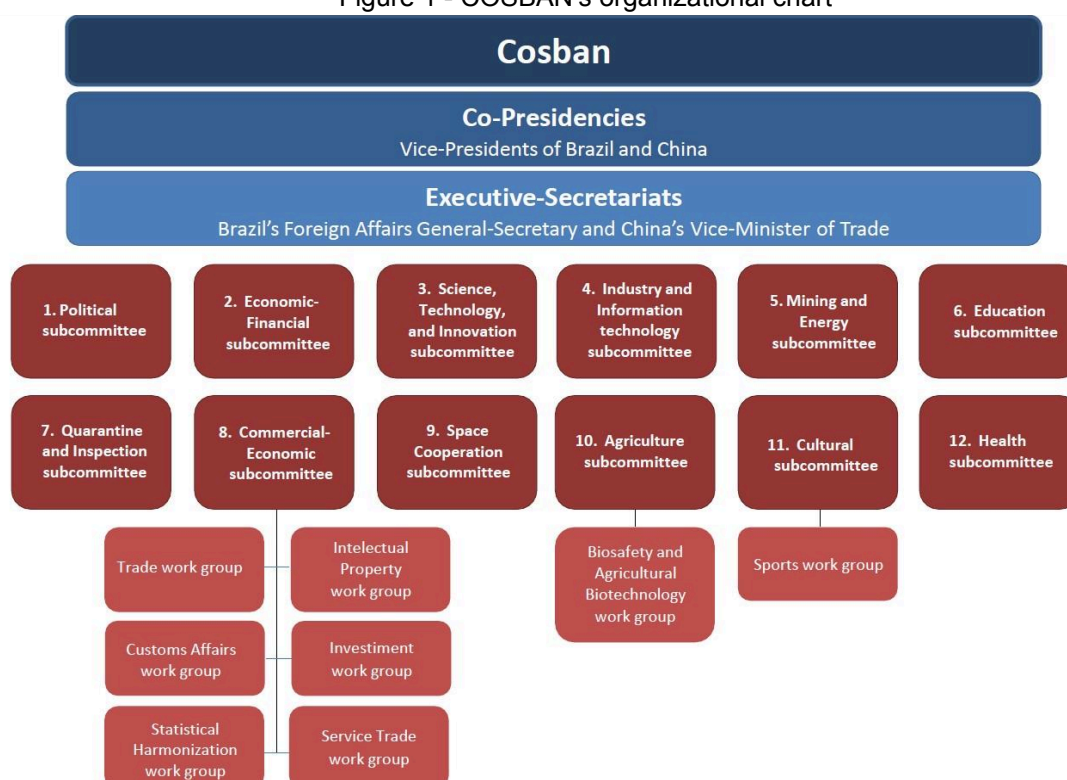 Figure 1 - COSBAN's organizational chart
Cosban
Co-Presidencies
Vice-Presidents of Brazil and China
Executive-Secretariats
Brazil's Foreign Affairs General-Secretary and China's Vice-Minister of Trade
1. Political
subcommittee
2. Economic-
Financial
subcommittee
3. Science,
Technology,
and Innovation
subcommittee
4. Industry and
Information
technology
subcommittee
5. Mining and
Energy
subcommittee
6. Education
subcommittee
7. Quarantine
and Inspection
subcommittee
8. Commercial-
Economic
subcommittee
9. Space
Cooperation
subcommittee
10. Agriculture
subcommittee
11. Cultural
subcommittee
12. Health
subcommittee
Trade work group
Intelectual
Property
work group
Biosafety and
Agricultural
Biotechnology
work group
Sports work group
Customs Affairs
work group
Investiment
work group
Statistical
Harmonization
work group
Service Trade
work group